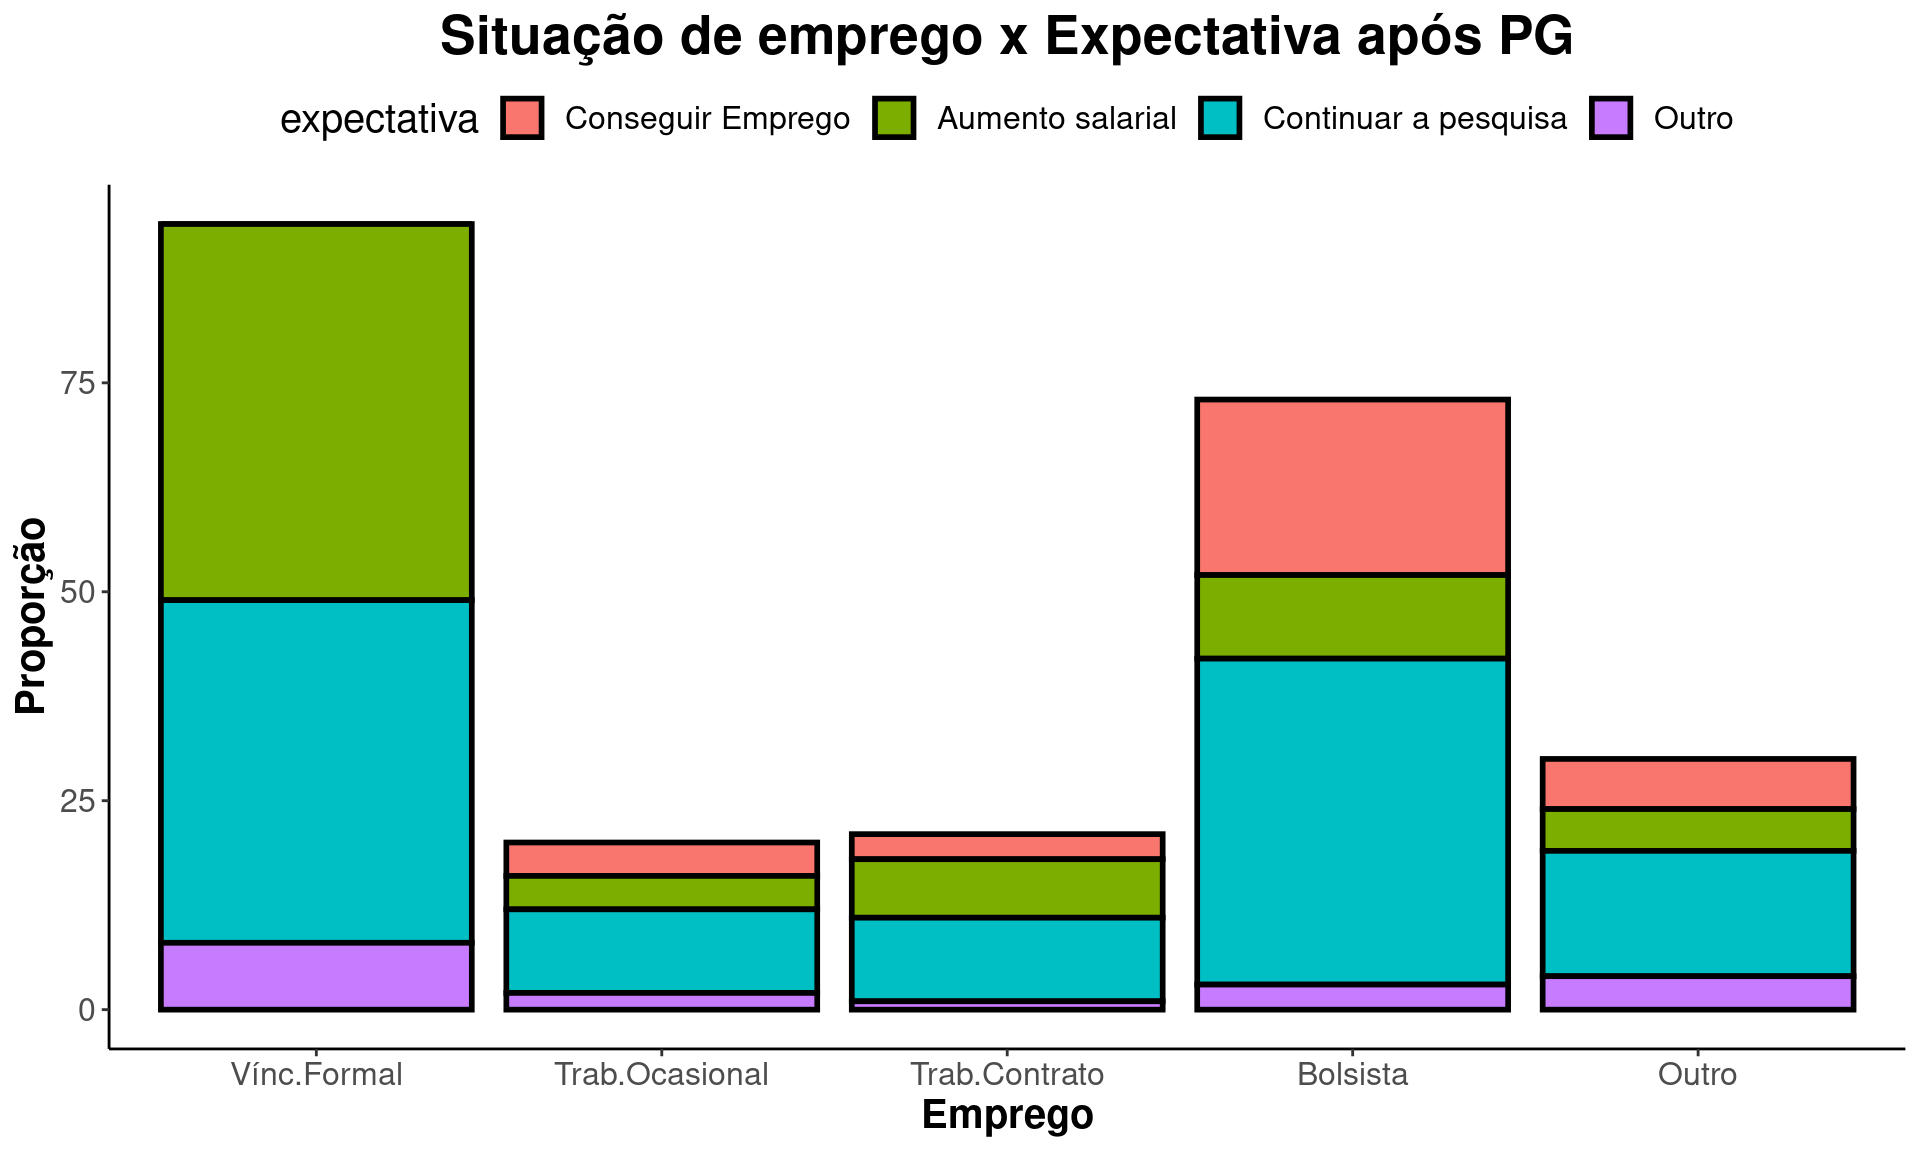 Situação de emprego x Expectativa após PG
expectativa Conseguir Emprego Aumento salarial Continuar a pesquisa Outro
Proporção
75
50
25
0
Vínc.Formal Trab.Ocasional Trab.Contrato Bolsista Outro
Emprego